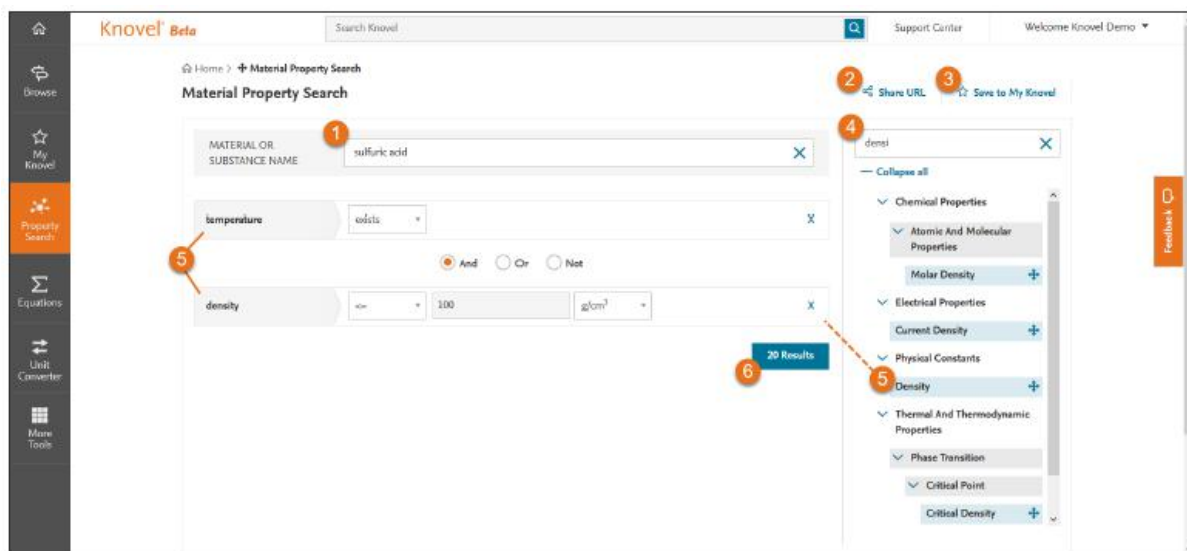 Knovel® Beta
Search Knovel
Support Center
Welcome Knovel Demo
Browse
My
Knovel
Property
Search
Equations
Unit
Converter
More
Tools
Home > Material Property Search
Material Property Search
2
Share URL
3
Save to My Knovel
1
MATERIAL OR
SUBSTANCE NAME
sulfuric acid
X
temperature
exists
X
5
And Or Not
density
<=
100
g/cm³
X
20 Results
6
4
densi
X
— Collapse all
Chemical Properties
Atomic And Molecular
Properties
Molar Density
Electrical Properties
Current Density
Physical Constants
5
Density
Thermal And Thermodynamic
Properties
Phase Transition
Critical Point
Critical Density
Feedback